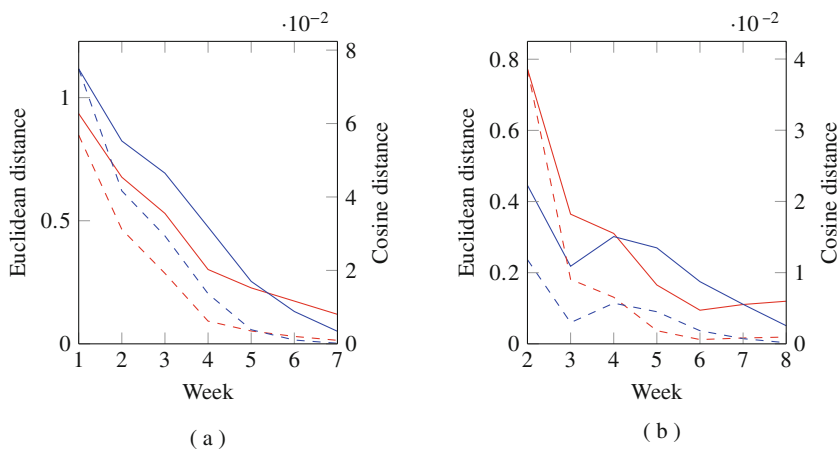 ·10⁻²
Euclidean distance
1
0.5
0
8
6
4
2
0
Cosine distance
1 2 3 4 5 6 7
Week
( a )
·10⁻²
Euclidean distance
0.8
0.6
0.4
0.2
0
4
3
2
1
0
Cosine distance
2 3 4 5 6 7 8
Week
( b )